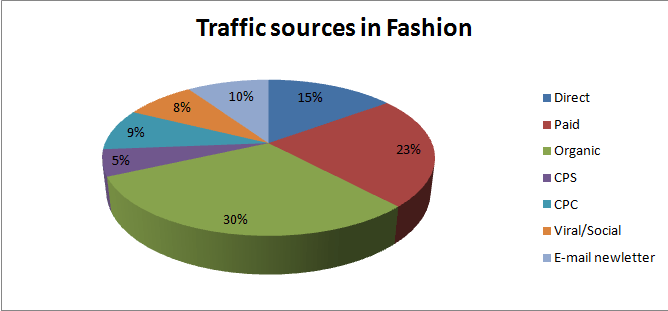 Traffic sources in Fashion
10%
15%
8%
9%
23%
5%
30%
Direct
Paid
Organic
CPS
CPC
Viral/Social
E-mail newletter